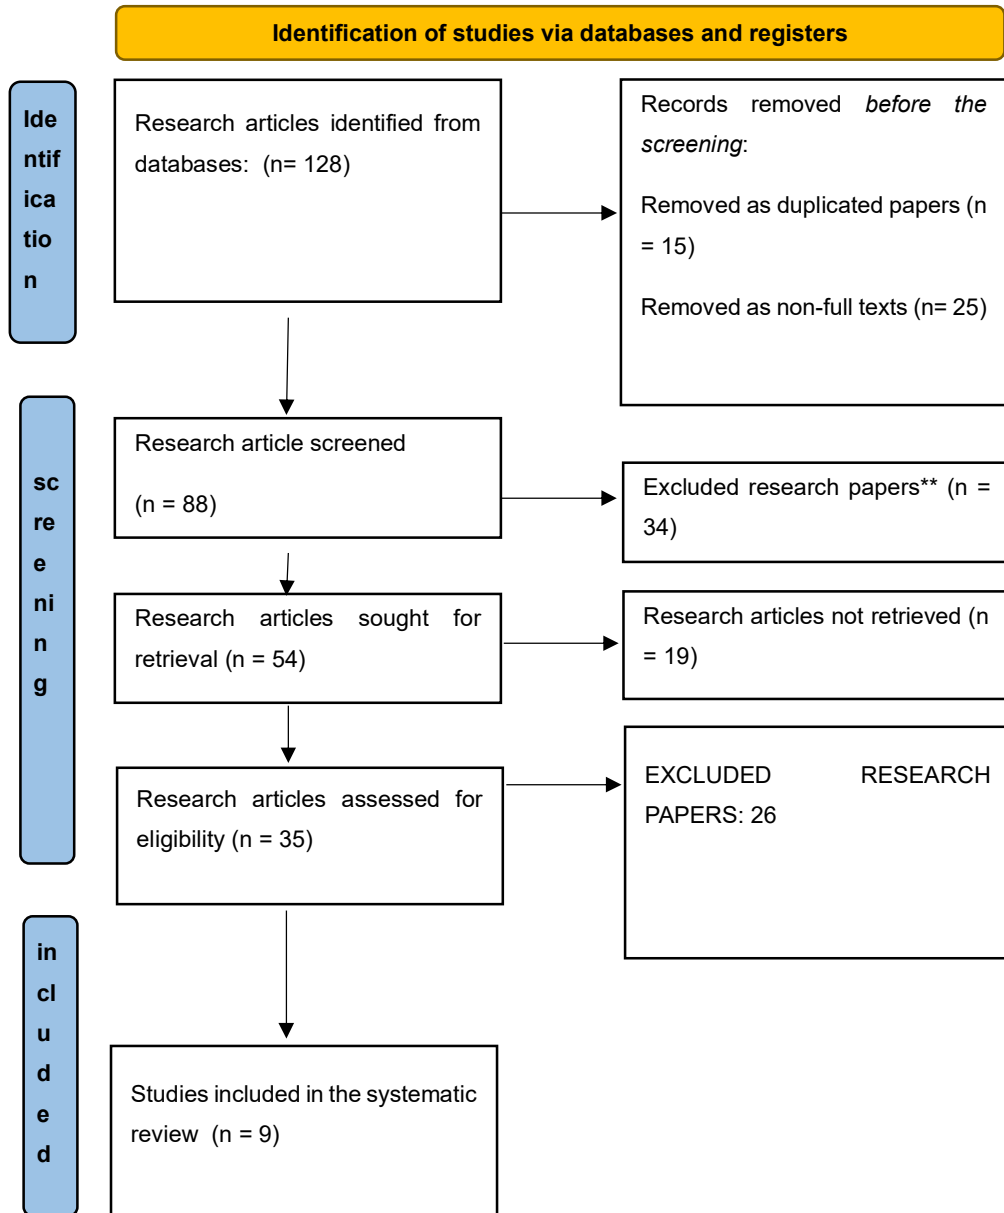 Identification of studies via databases and registers
Ide
ntif
ica
tio
n
Research articles identified from
databases: (n= 128)
Records removed before the
screening:
Removed as duplicated papers (n
= 15)
Removed as non-full texts (n= 25)
sc
re
e
ni
n
g
Research article screened
(n = 88)
Excluded research papers** (n =
34)
Research articles sought for
retrieval (n = 54)
Research articles not retrieved (n
= 19)
Research articles assessed for
eligibility (n = 35)
EXCLUDED RESEARCH
PAPERS: 26
in
cl
u
d
e
d
Studies included in the systematic
review (n = 9)